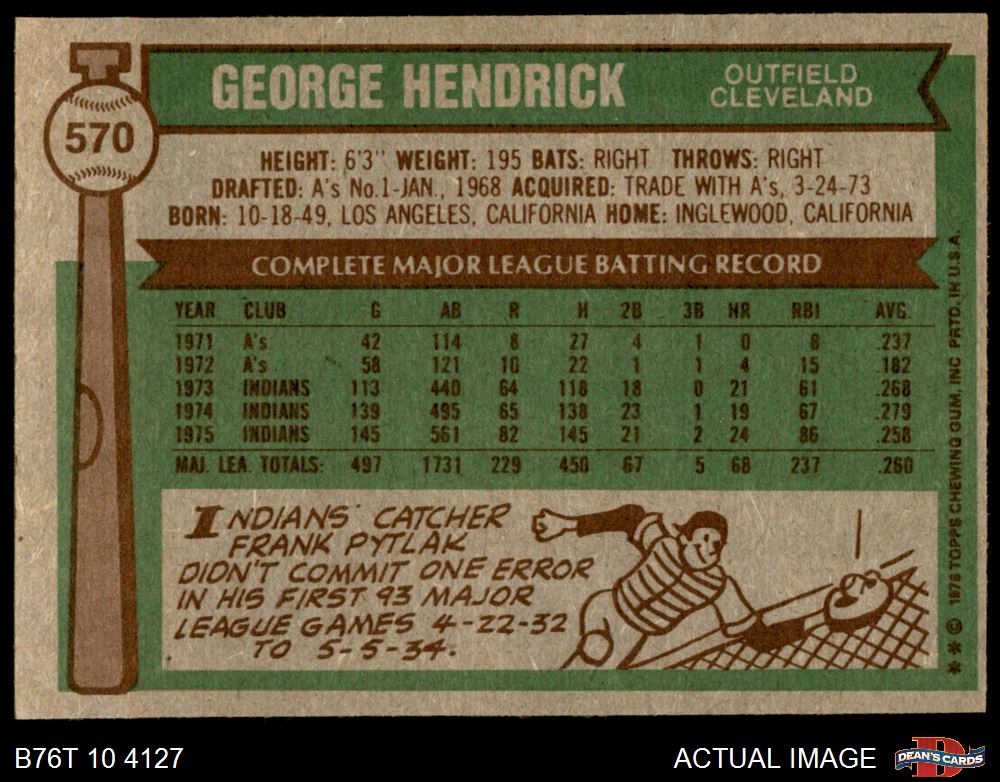 570
GEORGE HENDRICK
OUTFIELD
CLEVELAND
HEIGHT: 6'3" WEIGHT: 195 BATS: RIGHT THROWS: RIGHT
DRAFTED: A's No.1-JAN., 1968 ACQUIRED: TRADE WITH A's, 3-24-73
BORN: 10-18-49, LOS ANGELES, CALIFORNIA HOME: INGLEWOOD, CALIFORNIA
COMPLETE MAJOR LEAGUE BATTING RECORD
YEAR CLUB G AB R H 2B 3B HR RBI AVG.
1971 A's 42 114 8 27 4 1 0 8 .237
1972 A's 58 121 10 22 1 1 4 15 .182
1973 INDIANS 113 440 64 118 18 0 21 61 .268
1974 INDIANS 139 495 65 138 23 1 19 67 .279
1975 INDIANS 145 561 82 145 21 2 24 86 .258
MAJ. LEA. TOTALS: 497 1731 229 450 67 5 68 237 .260
INDIANS' CATCHER
FRANK PYTLAK
DIDN'T COMMIT ONE ERROR
IN HIS FIRST 93 MAJOR
LEAGUE GAMES 4-22-32
TO 5-5-34.
* * © 1976 TOPPS CHEWING GUM, INC PRTD. IN U.S.A.
B76T 10 4127
ACTUAL IMAGE
D
DEAN'S CARDS